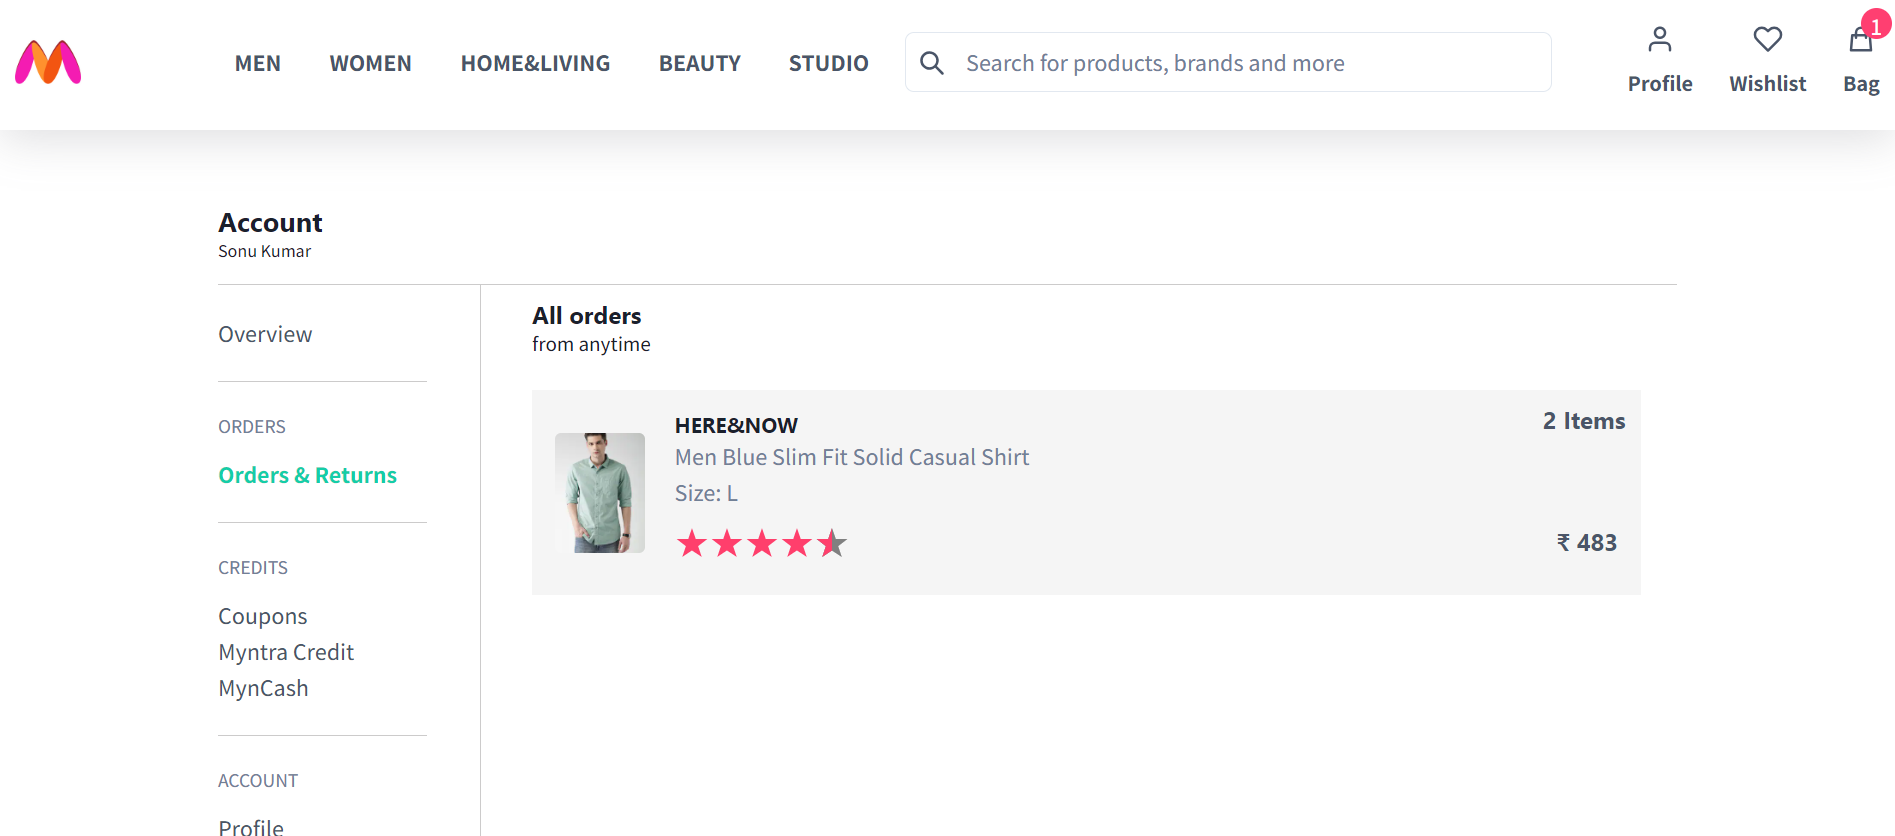 MEN WOMEN HOME&LIVING BEAUTY STUDIO Search for products, brands and more
1
Profile Wishlist Bag
Account
Sonu Kumar
Overview
ORDERS
Orders & Returns
CREDITS
Coupons
Myntra Credit
MynCash
ACCOUNT
Profile
All orders
from anytime
HERE&NOW
2 Items
Men Blue Slim Fit Solid Casual Shirt
Size: L
₹ 483